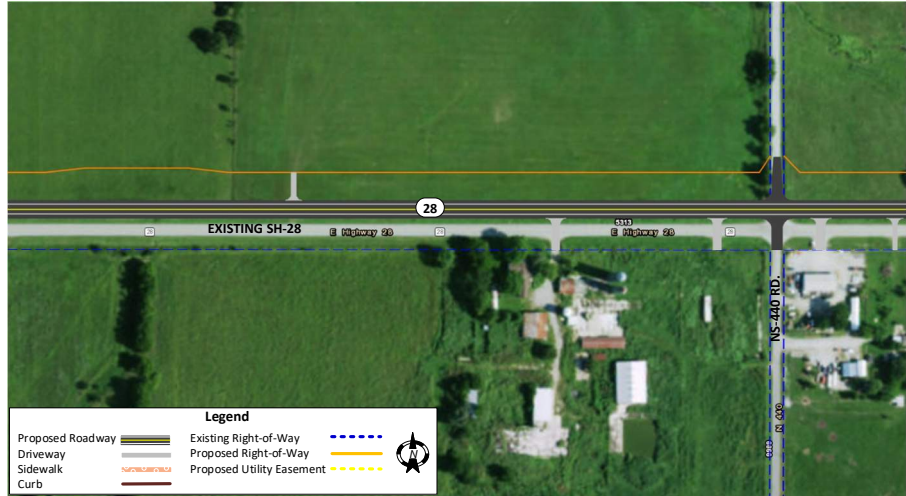 28
5313
EXISTING SH-28
28
E Highway 28
28
E Highway 28
28
NS-440 RD.
N 440
Legend
Proposed Roadway
Existing Right-of-Way
Driveway
Proposed Right-of-Way
Sidewalk
Proposed Utility Easement
Curb
N